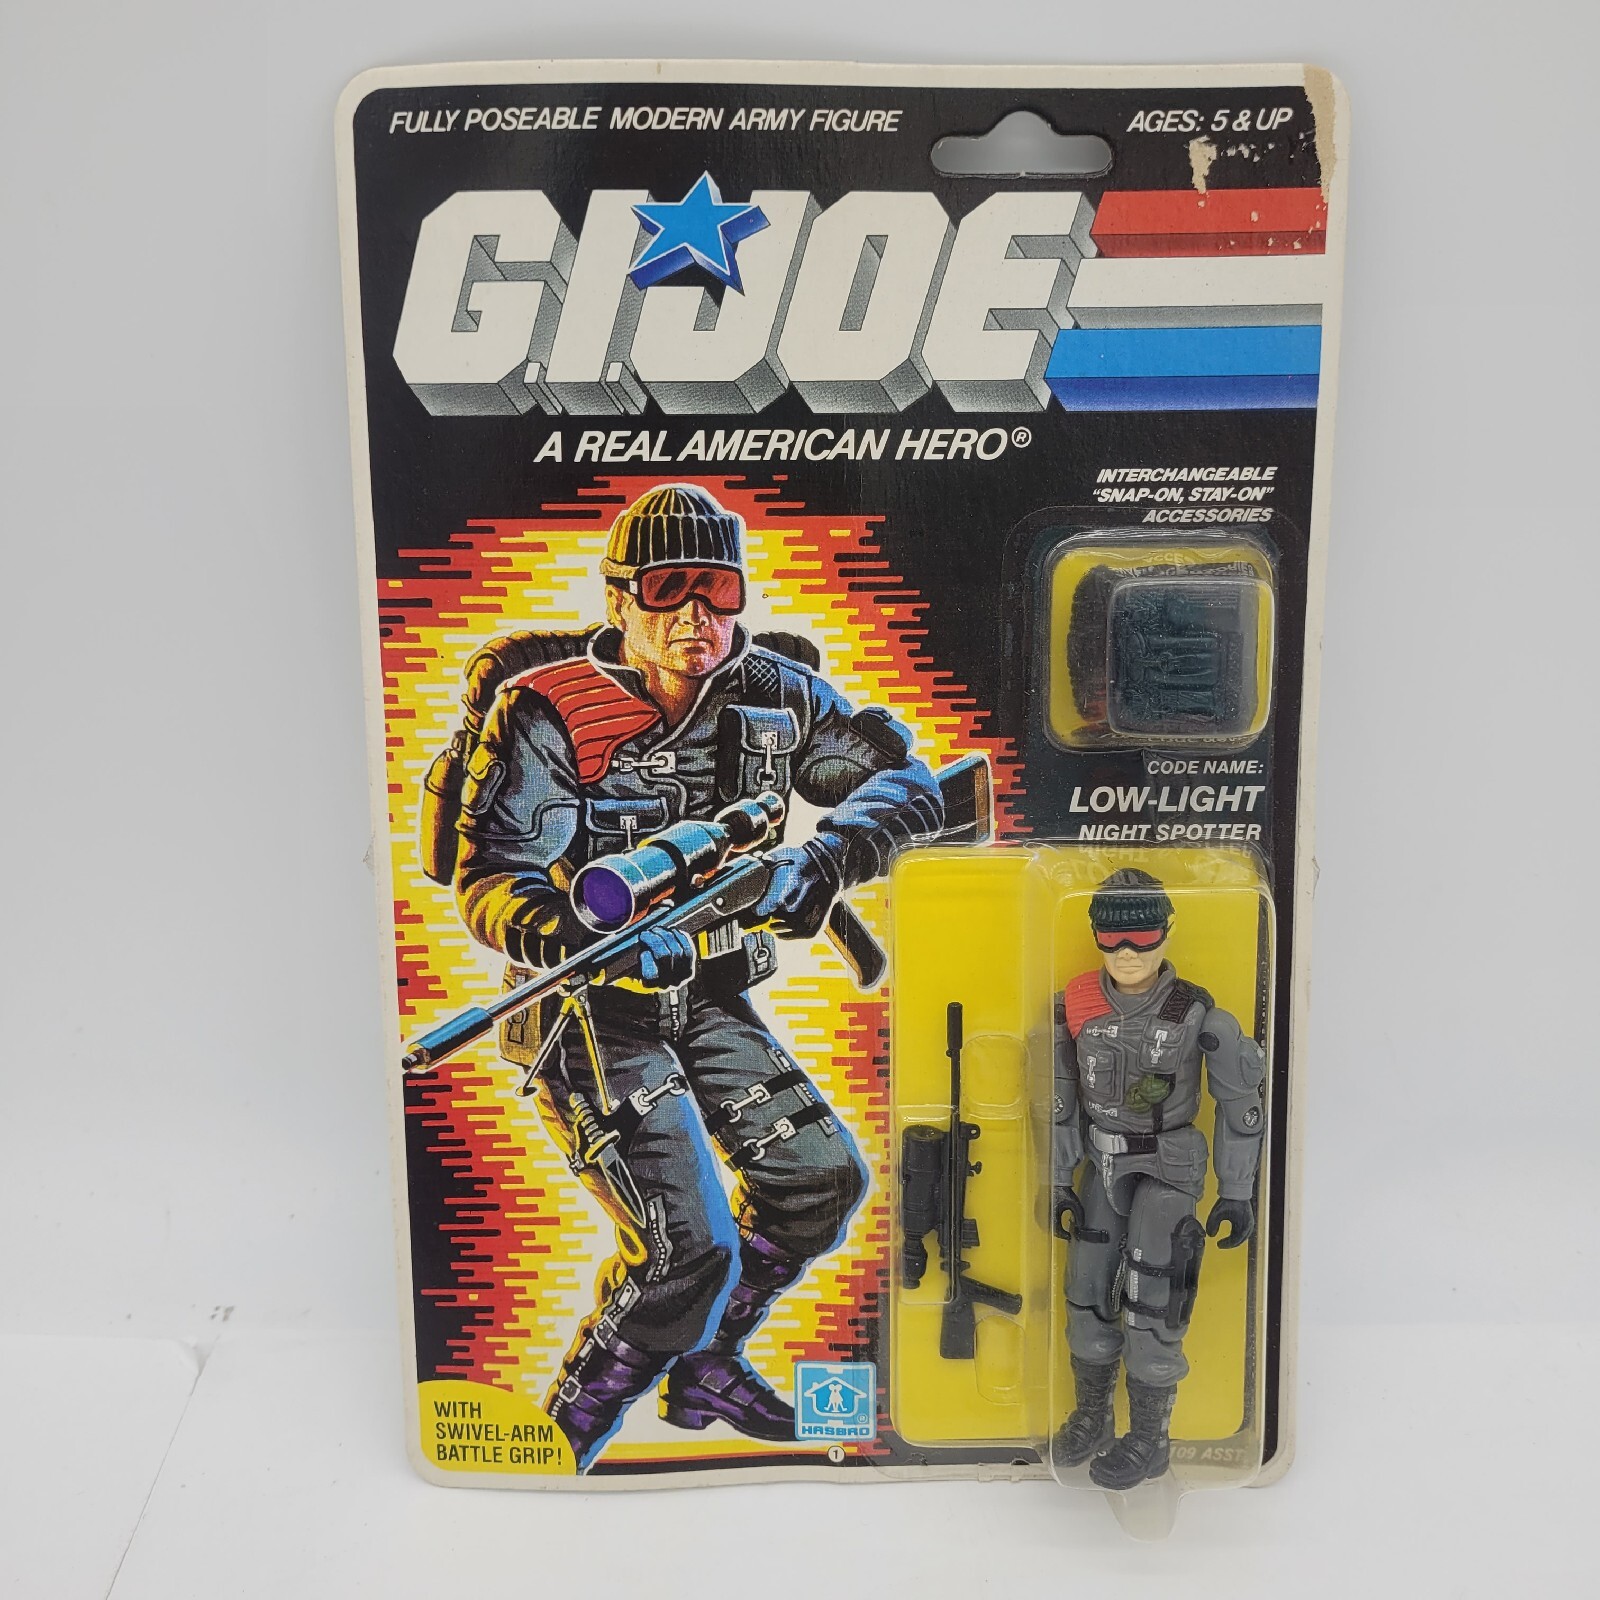 FULLY POSEABLE MODERN ARMY FIGURE
AGES: 5 & UP
G.I. JOE
A REAL AMERICAN HERO®
INTERCHANGEABLE
"SNAP-ON, STAY-ON"
ACCESSORIES
CODE NAME:
LOW-LIGHT
NIGHT SPOTTER
WITH
SWIVEL-ARM
BATTLE GRIP!
®
HASBRO
1
709 ASST.